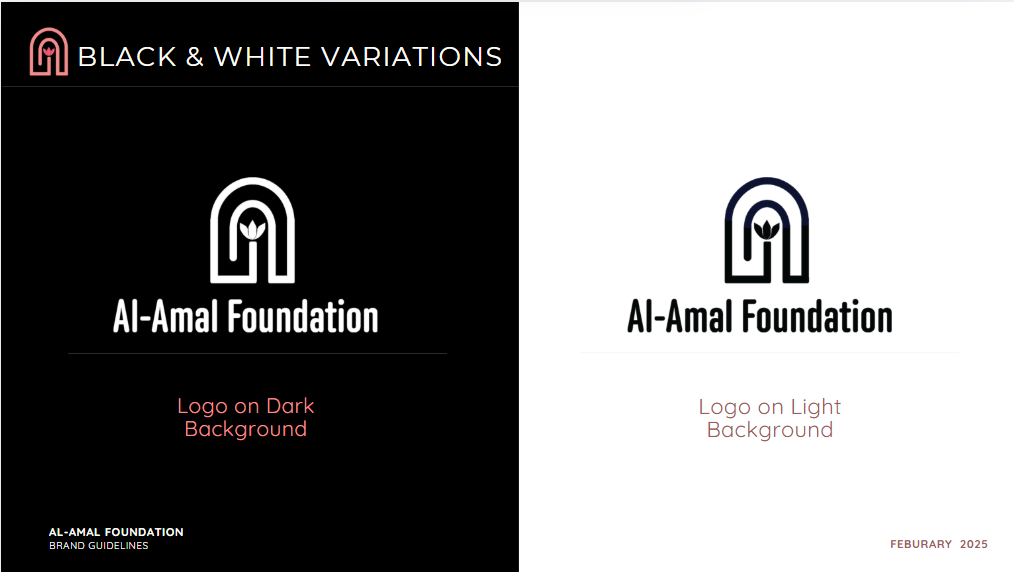 BLACK & WHITE VARIATIONS
Al-Amal Foundation
Logo on Dark
Background
AL-AMAL FOUNDATION
BRAND GUIDELINES
Al-Amal Foundation
Logo on Light
Background
FEBURARY 2025